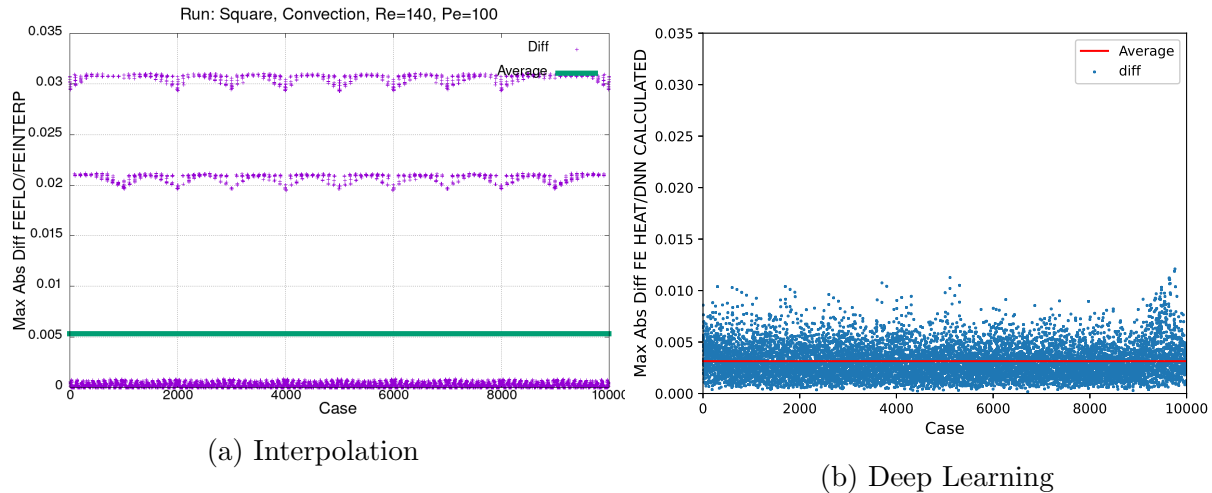 Run: Square, Convection, Re=140, Pe=100
Max Abs Diff FEFLO/FEINTERP
0.035
0.03
0.025
0.02
0.015
0.01
0.005
0
Diff
Average
0 2000 4000 6000 8000 10000
Case
(a) Interpolation
Max Abs Diff FE HEAT/DNN CALCULATED
0.035
0.030
0.025
0.020
0.015
0.010
0.005
0.000
Average
diff
0 2000 4000 6000 8000 10000
Case
(b) Deep Learning